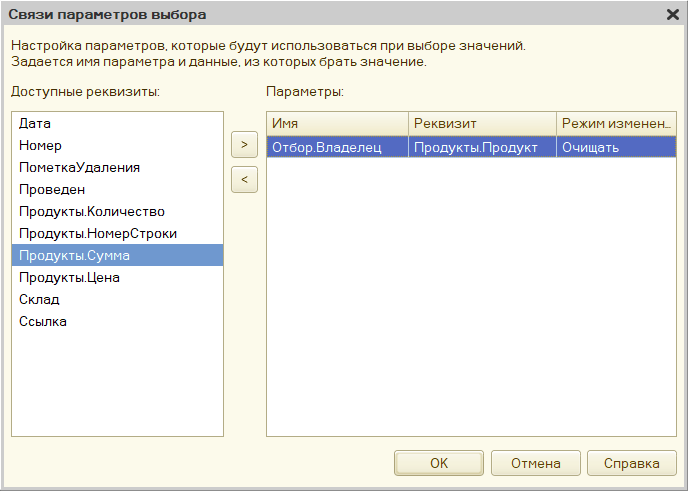 Связи параметров выбора
Настройка параметров, которые будут использоваться при выборе значений.
Задается имя параметра и данные, из которых брать значение.
Доступные реквизиты:
Дата
Номер
ПометкаУдаления
Проведен
Продукты.Количество
Продукты.НомерСтроки
Продукты.Сумма
Продукты.Цена
Склад
Ссылка
>
<
Параметры:
Имя Реквизит Режим изменен...
Отбор.Владелец Продукты.Продукт Очищать
OK Отмена Справка